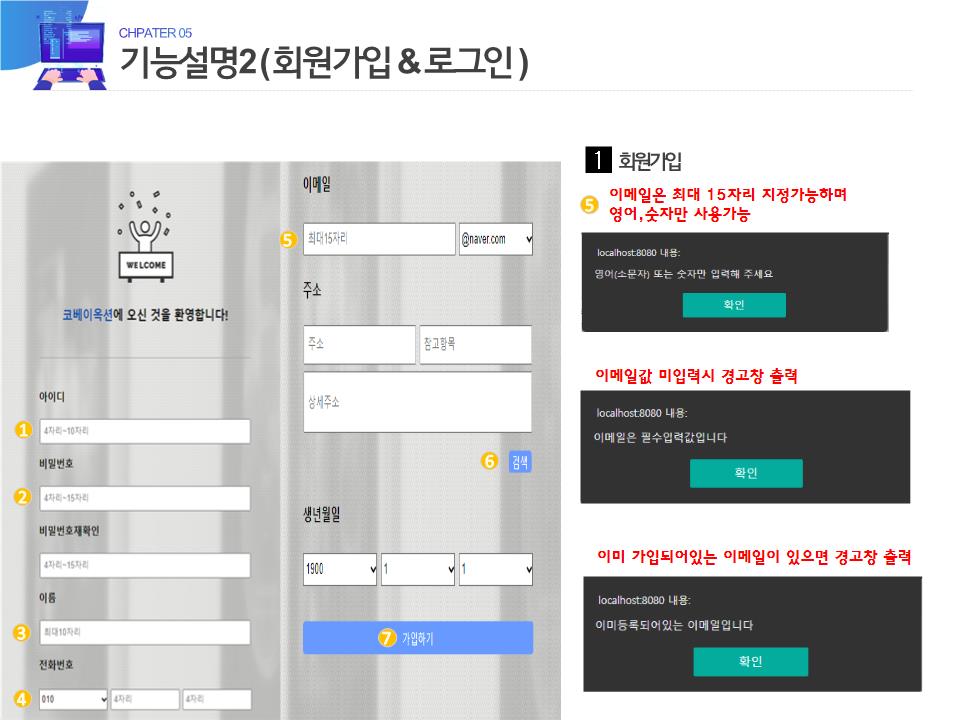 CHPATER 05
기능설명2(회원가입&로그인)
WELCOME
코베이옥션에 오신 것을 환영합니다!
아이디
1 4자리~10자리
비밀번호
2 4자리~15자리
비밀번호재확인
4자리~15자리
이름
3 최대10자리
전화번호
4 010 4자리 4자리
이메일
5 최대15자리 @naver.com
주소
주소 참고항목
상세주소
6 검색
생년월일
1900 1 1
7 가입하기
1 회원가입
5 이메일은 최대 15자리 지정가능하며
영어,숫자만 사용가능
localhost:8080 내용:
영어(소문자) 또는 숫자만 입력해 주세요
확인
이메일값 미입력시 경고창 출력
localhost:8080 내용:
이메일은 필수입력값입니다
확인
이미 가입되어있는 이메일이 있으면 경고창 출력
localhost:8080 내용:
이미등록되어있는 이메일입니다
확인